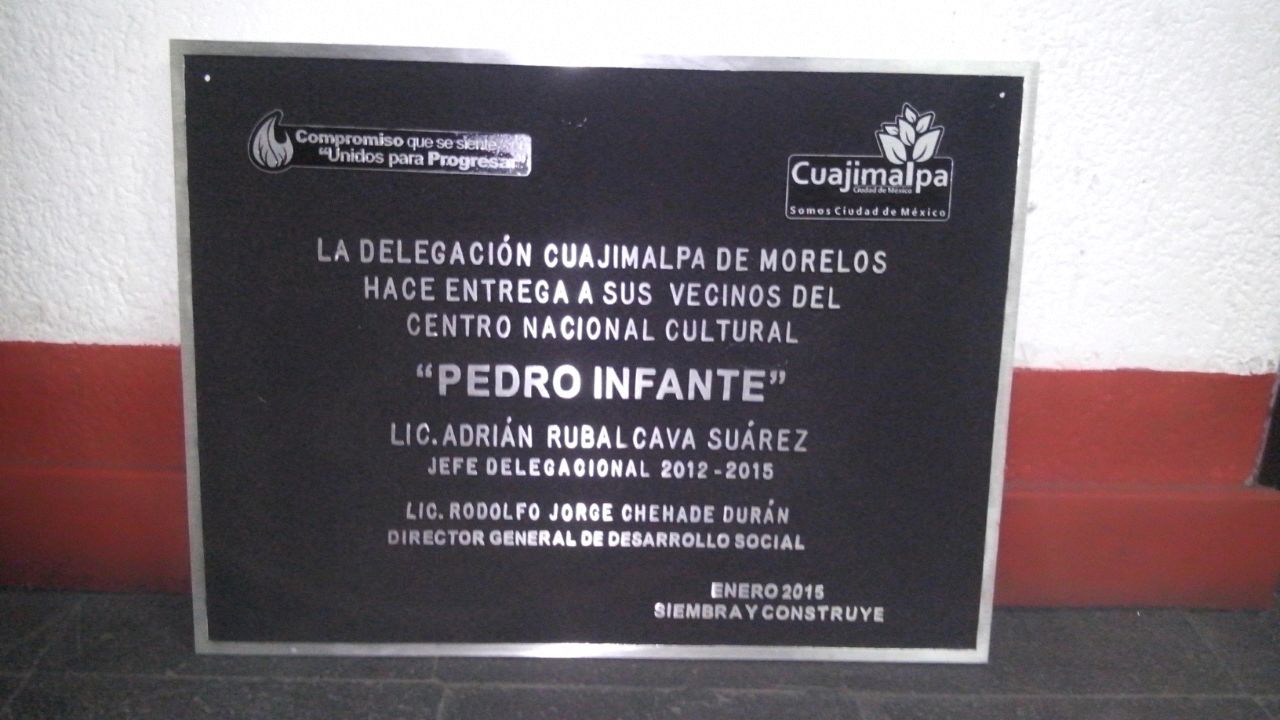 Compromiso que se siente
"Unidos para Progresar"
Cuajimalpa
Ciudad de México
Somos Ciudad de México
LA DELEGACIÓN CUAJIMALPA DE MORELOS
HACE ENTREGA A SUS VECINOS DEL
CENTRO NACIONAL CULTURAL
“PEDRO INFANTE”
LIC. ADRIÁN RUBALCAVA SUÁREZ
JEFE DELEGACIONAL 2012-2015
LIC. RODOLFO JORGE CHEHADE DURÁN
DIRECTOR GENERAL DE DESARROLLO SOCIAL
ENERO 2015
SIEMBRA Y CONSTRUYE